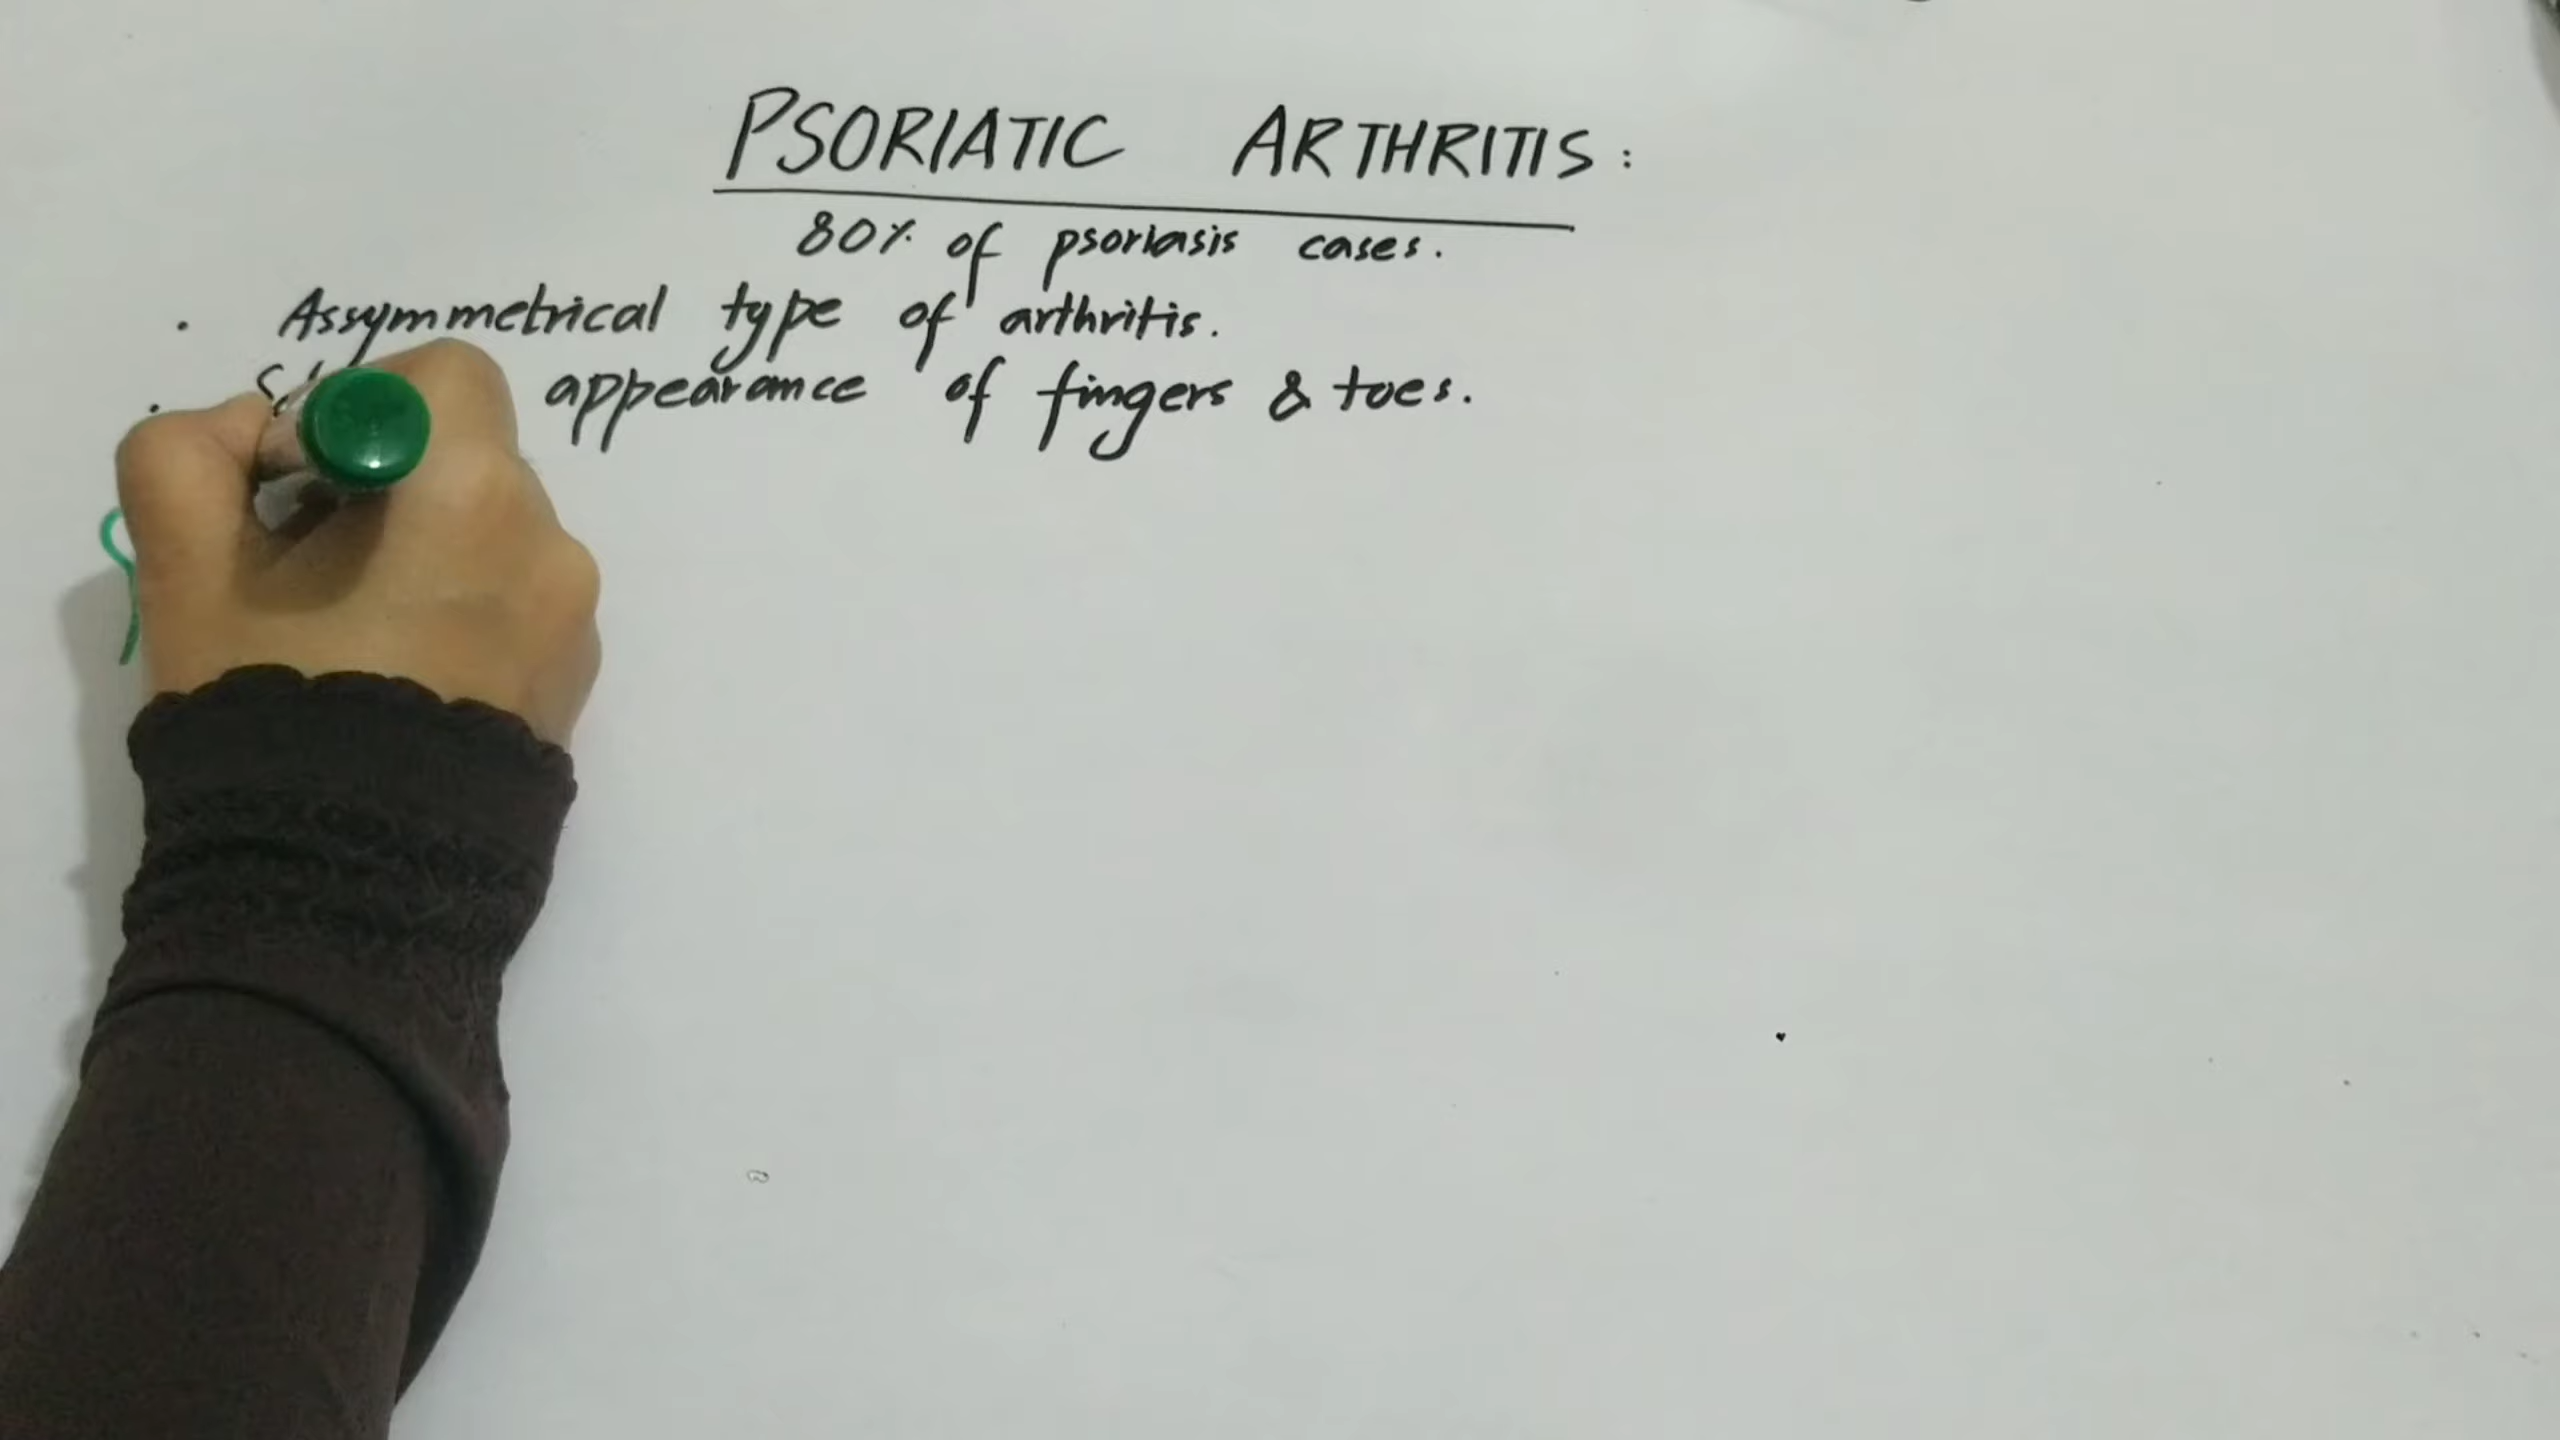 PSORIATIC ARTHRITIS:
80% of psoriasis cases.
. Assymmetrical type of arthritis.
. appearance of fingers & toes.